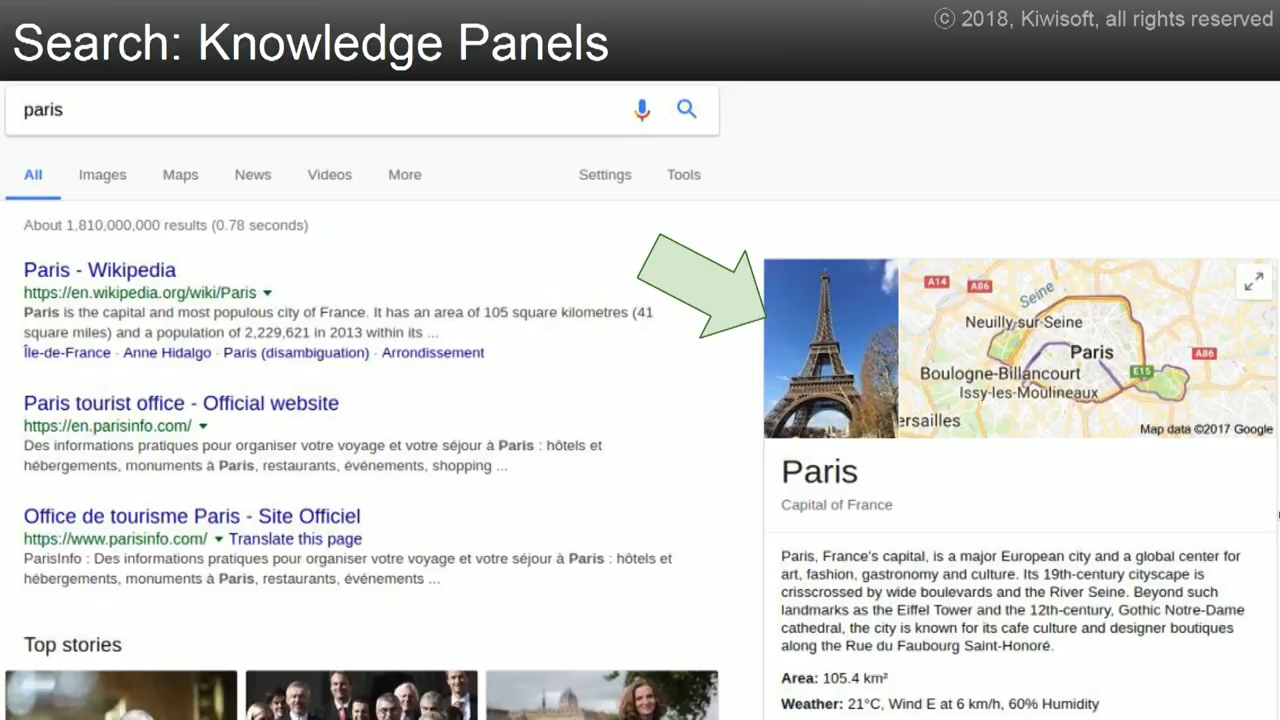 Search: Knowledge Panels
© 2018, Kiwisoft, all rights reserved
paris
All Images Maps News Videos More Settings Tools
About 1,810,000,000 results (0.78 seconds)
Paris - Wikipedia
https://en.wikipedia.org/wiki/Paris
Paris is the capital and most populous city of France. It has an area of 105 square kilometres (41
square miles) and a population of 2,229,621 in 2013 within its ...
Île-de-France · Anne Hidalgo · Paris (disambiguation) · Arrondissement
Paris tourist office - Official website
https://en.parisinfo.com/
Des informations pratiques pour organiser votre voyage et votre séjour à Paris : hôtels et
hébergements, monuments à Paris, restaurants, événements, shopping ...
Office de tourisme Paris - Site Officiel
https://www.parisinfo.com/ Translate this page
ParisInfo : Des informations pratiques pour organiser votre voyage et votre séjour à Paris : hôtels et
hébergements, monuments à Paris, restaurants, événements ...
Top stories
A14
A86
Seine
Neuilly-sur-Seine
Paris
A86
Boulogne-Billancourt
E15
Issy-les-Moulineaux
ersailles
Map data ©2017 Google
Paris
Capital of France
Paris, France's capital, is a major European city and a global center for
art, fashion, gastronomy and culture. Its 19th-century cityscape is
crisscrossed by wide boulevards and the River Seine. Beyond such
landmarks as the Eiffel Tower and the 12th-century, Gothic Notre-Dame
cathedral, the city is known for its cafe culture and designer boutiques
along the Rue du Faubourg Saint-Honoré.
Area: 105.4 km²
Weather: 21°C, Wind E at 6 km/h, 60% Humidity